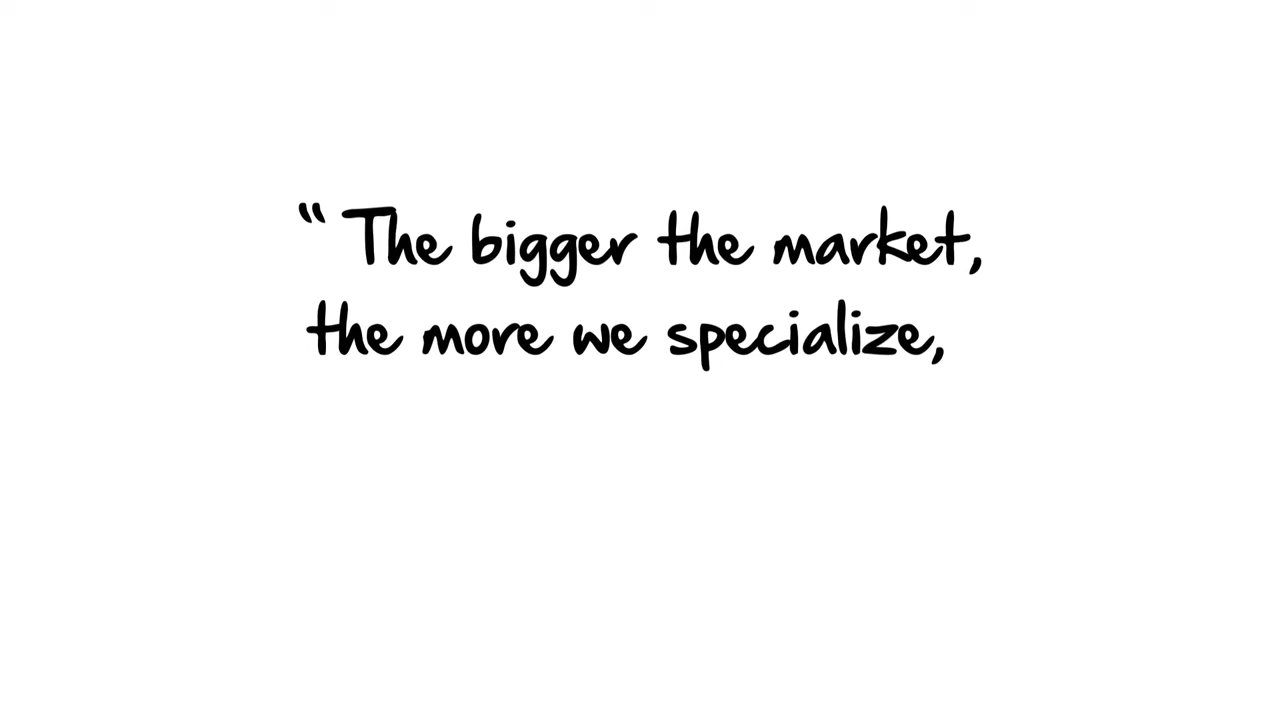 “ The bigger the market,
the more we specialize,